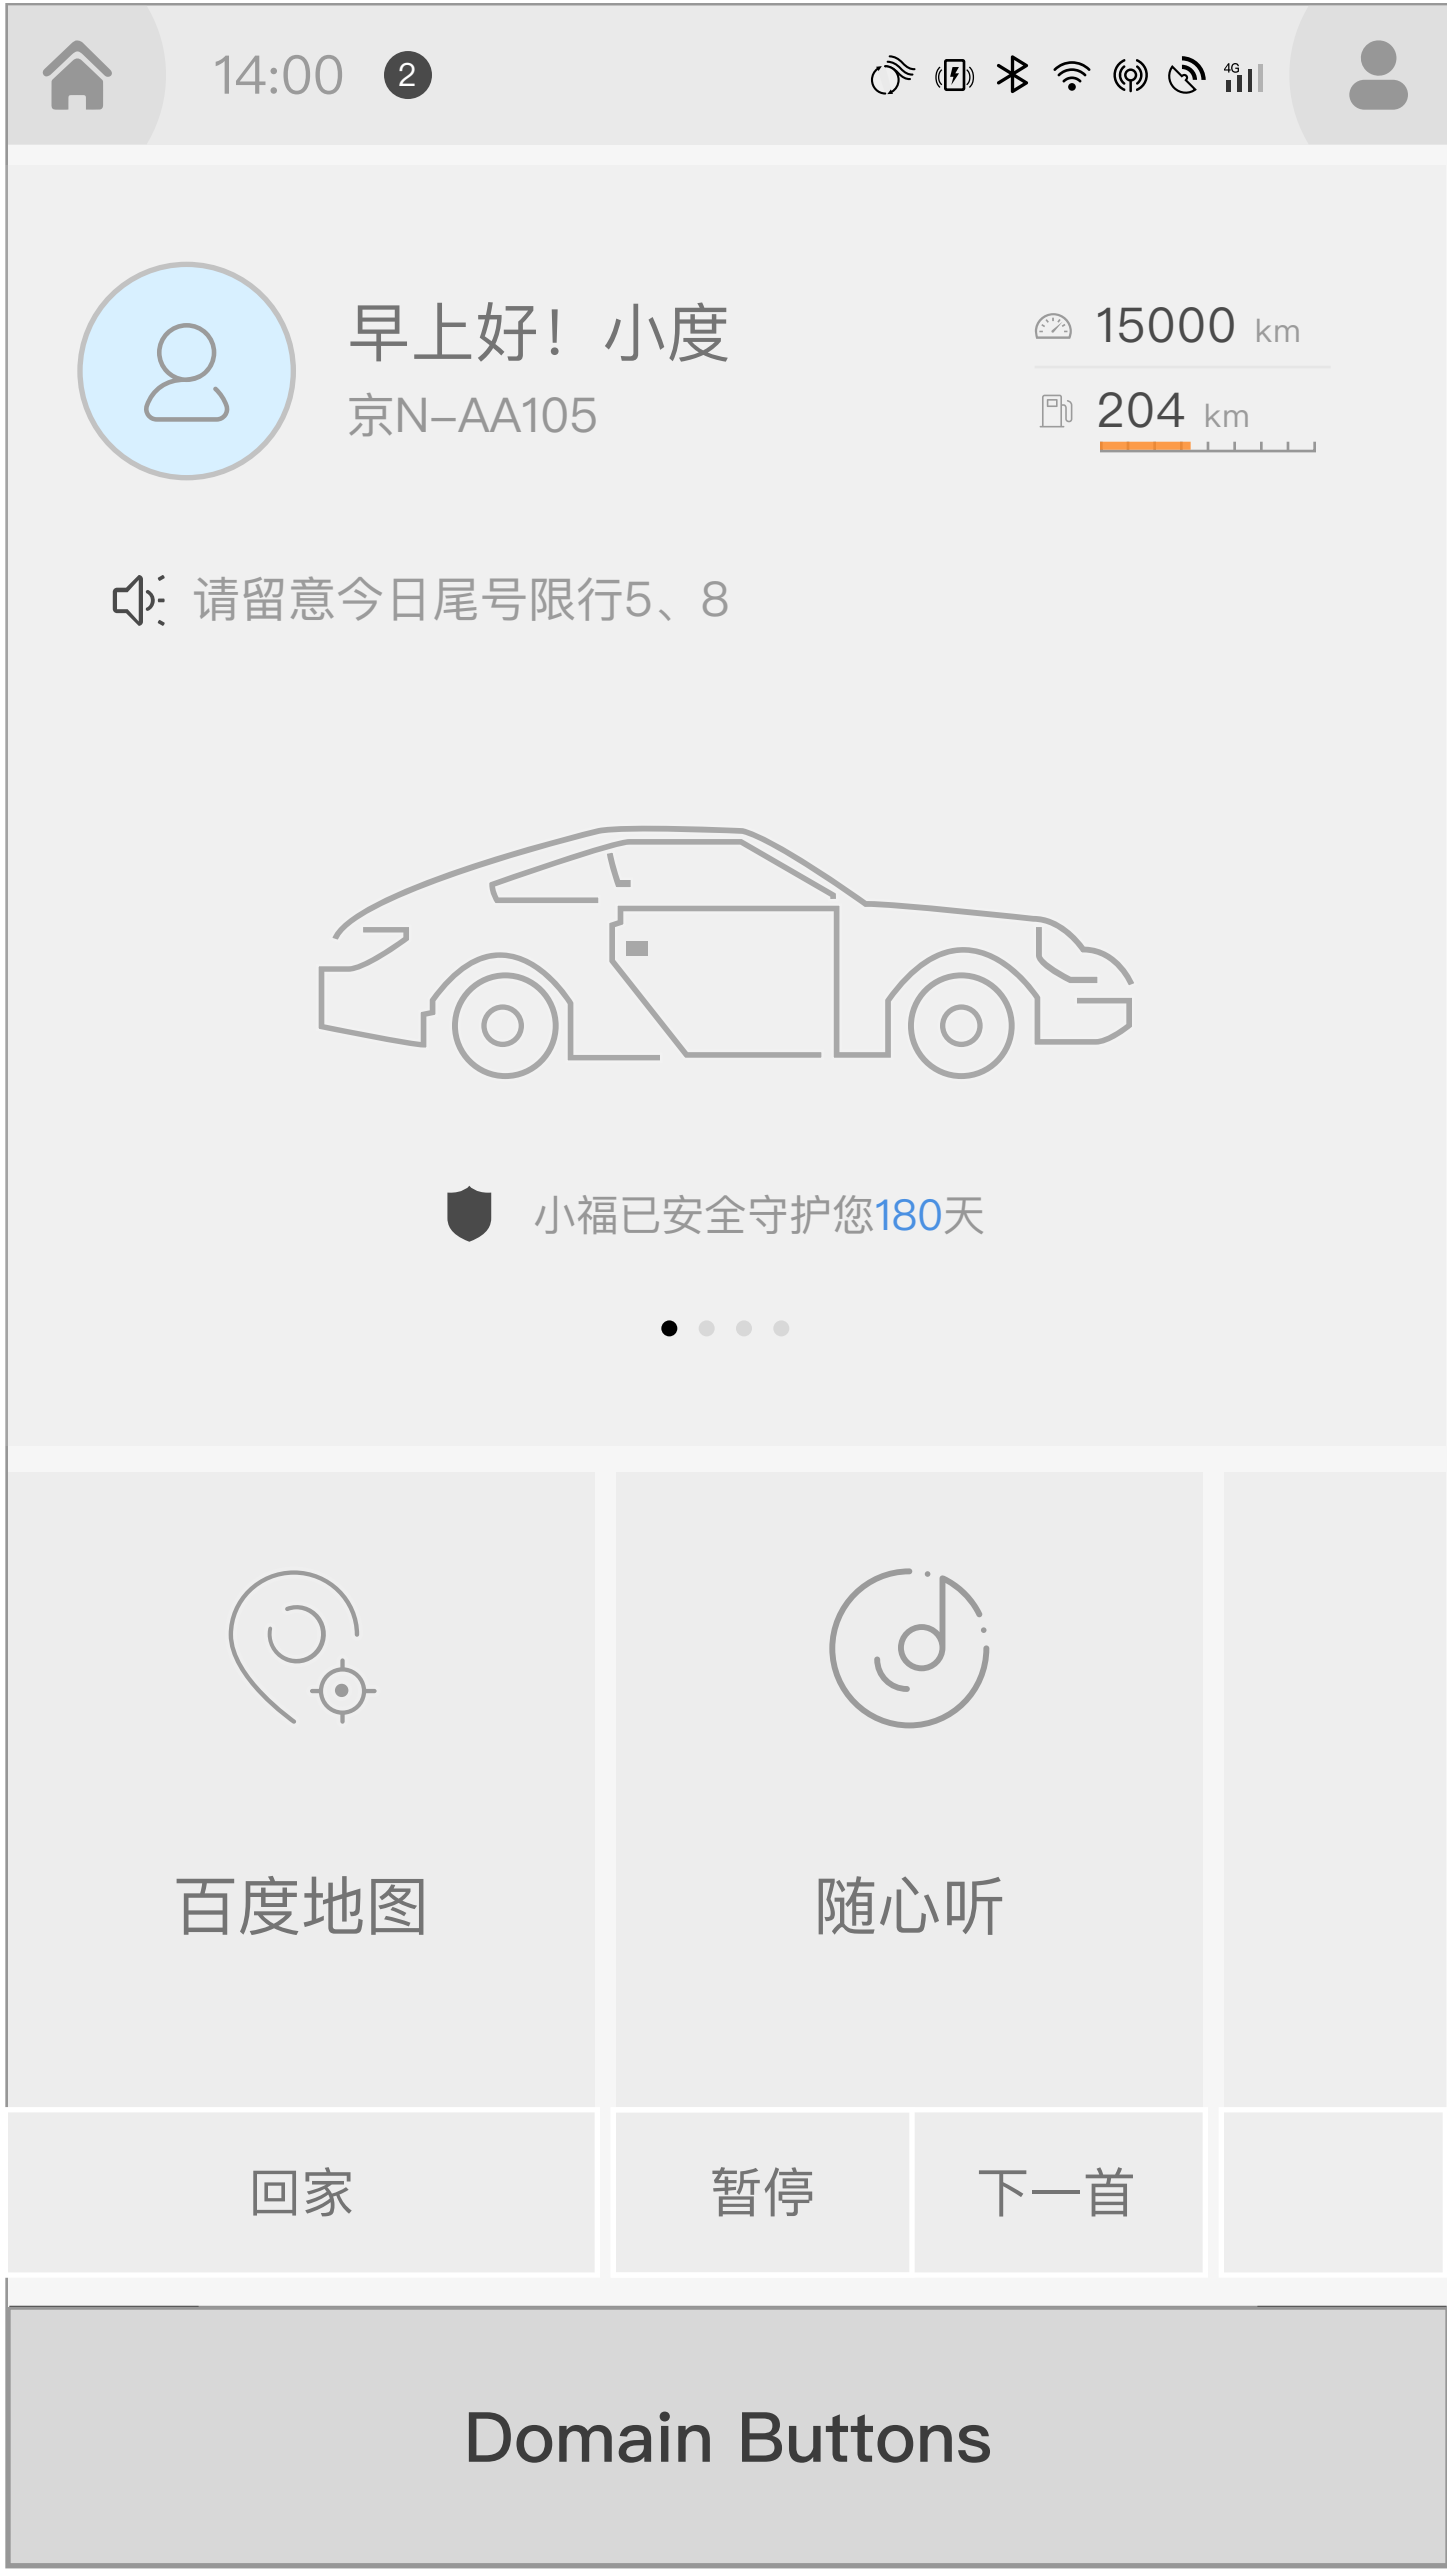 14:00 2 4G
早上好！小度
京N-AA105
15000 km
204 km
请留意今日尾号限行5、8
小福已安全守护您180天
百度地图
随心听
回家
暂停
下一首
Domain Buttons